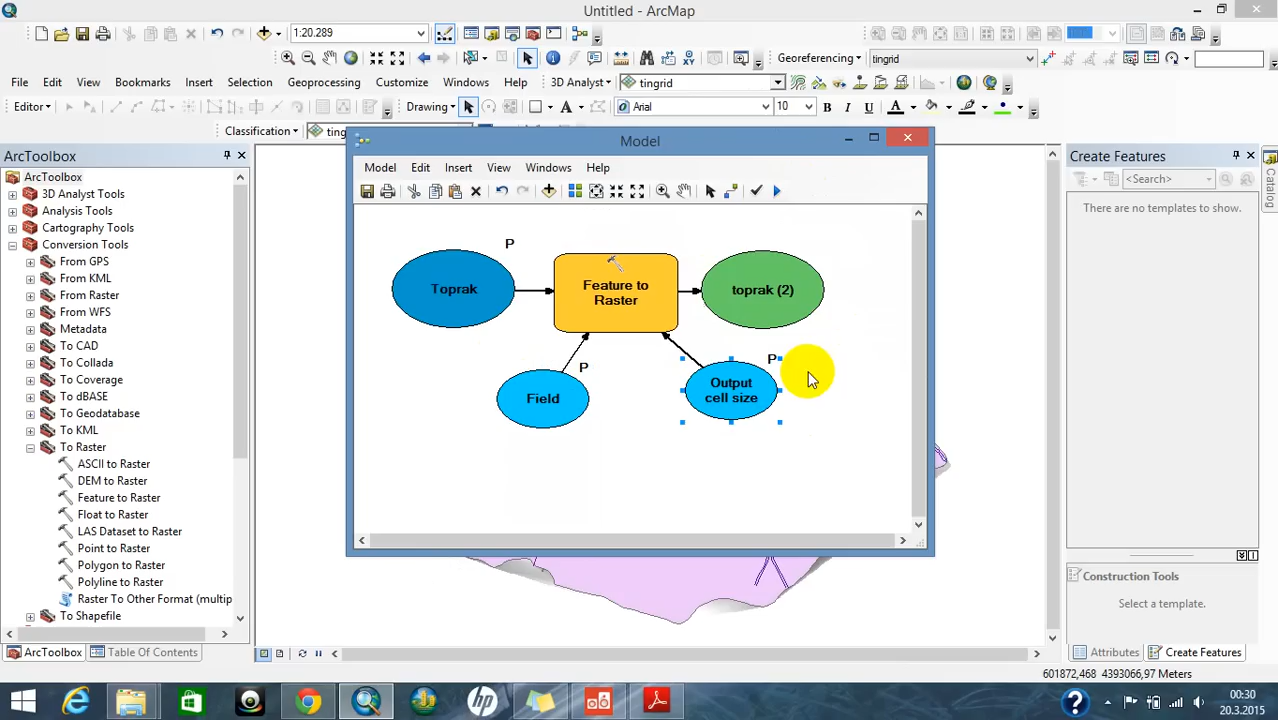 Untitled - ArcMap
1:20.289
Georeferencing
tingrid
File Edit View Bookmarks Insert Selection Geoprocessing Customize Windows Help 3D Analyst tingrid
Editor Drawing Arial 10 B I U A
Classification
ArcToolbox
ArcToolbox
3D Analyst Tools
Analysis Tools
Cartography Tools
Conversion Tools
From GPS
From KML
From Raster
From WFS
Metadata
To CAD
To Collada
To Coverage
To dBASE
To Geodatabase
To KML
To Raster
ASCII to Raster
DEM to Raster
Feature to Raster
Float to Raster
LAS Dataset to Raster
Point to Raster
Polygon to Raster
Polyline to Raster
Raster To Other Format (multip
To Shapefile
ArcToolbox Table Of Contents
Model
Model Edit Insert View Windows Help
P
Toprak
Feature to
Raster
toprak (2)
P
P
Field
Output
cell size
Create Features
<Search>
There are no templates to show.
Construction Tools
Select a template.
Attributes Create Features
Catalog
601872,468 4393066,97 Meters
hp
00:30
20.3.2015